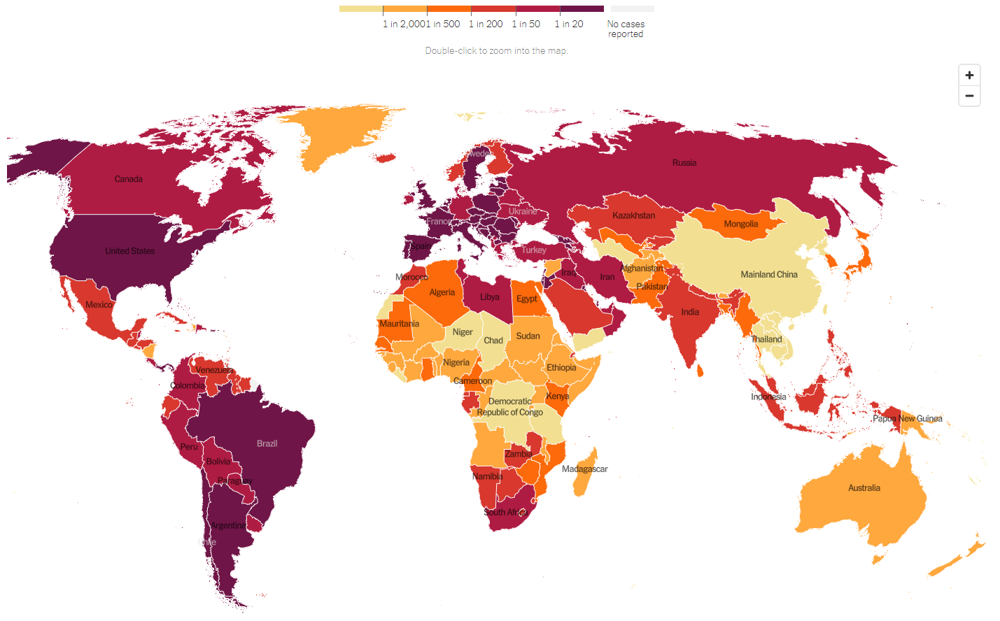 1 in 2,000 1 in 500 1 in 200 1 in 50 1 in 20 No cases
reported
Double-click to zoom into the map.
+
−
Sweden
Russia
Canada
Ukraine
Kazakhstan
France
Mongolia
Spain
United States
Turkey
Afghanistan
Iraq
Iran
Mainland China
Morocco
Pakistan
Algeria
Libya
Egypt
Mexico
India
Mauritania
Niger
Chad
Sudan
Thailand
Nigeria
Ethiopia
Venezuela
Cameroon
Colombia
Kenya
Indonesia
Democratic
Republic of Congo
Papua New Guinea
Brazil
Peru
Zambia
Bolivia
Madagascar
Namibia
Paraguay
Australia
South Africa
Argentina
Chile